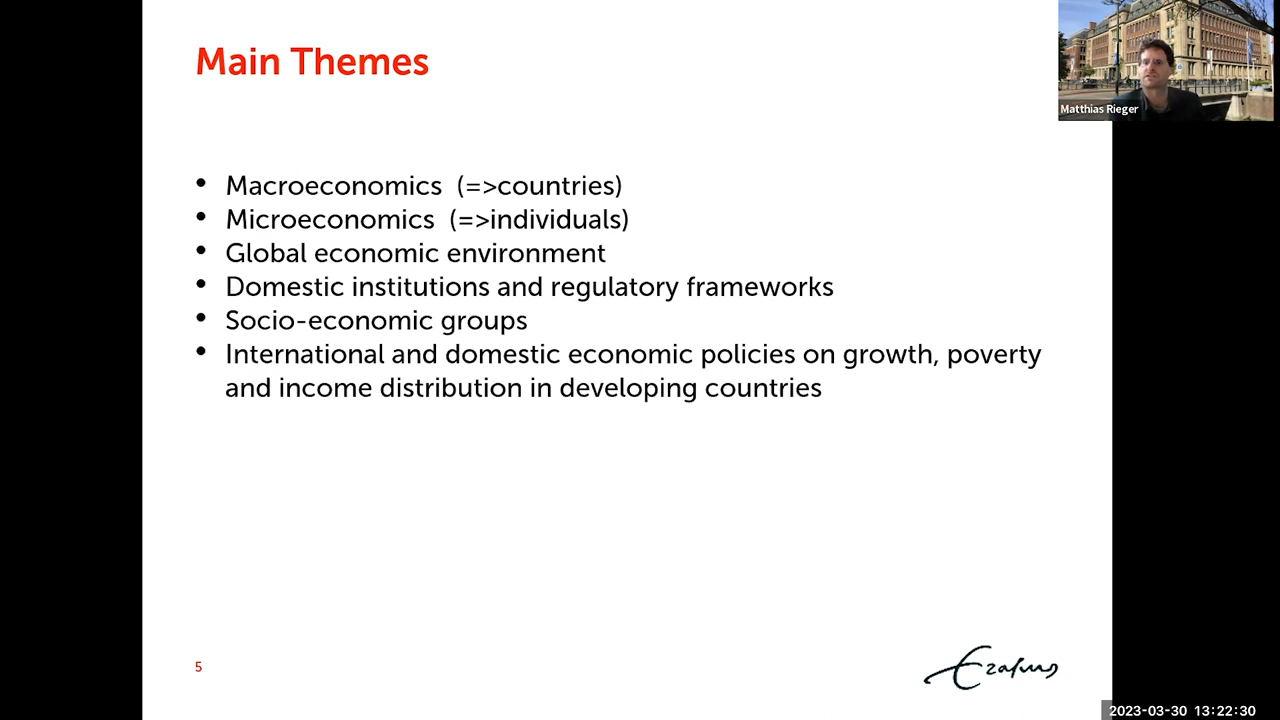 Main Themes
Matthias Rieger
• Macroeconomics (=>countries)
• Microeconomics (=>individuals)
• Global economic environment
• Domestic institutions and regulatory frameworks
• Socio-economic groups
• International and domestic economic policies on growth, poverty
and income distribution in developing countries
5
Erasmus
2023-03-30 13:22:30